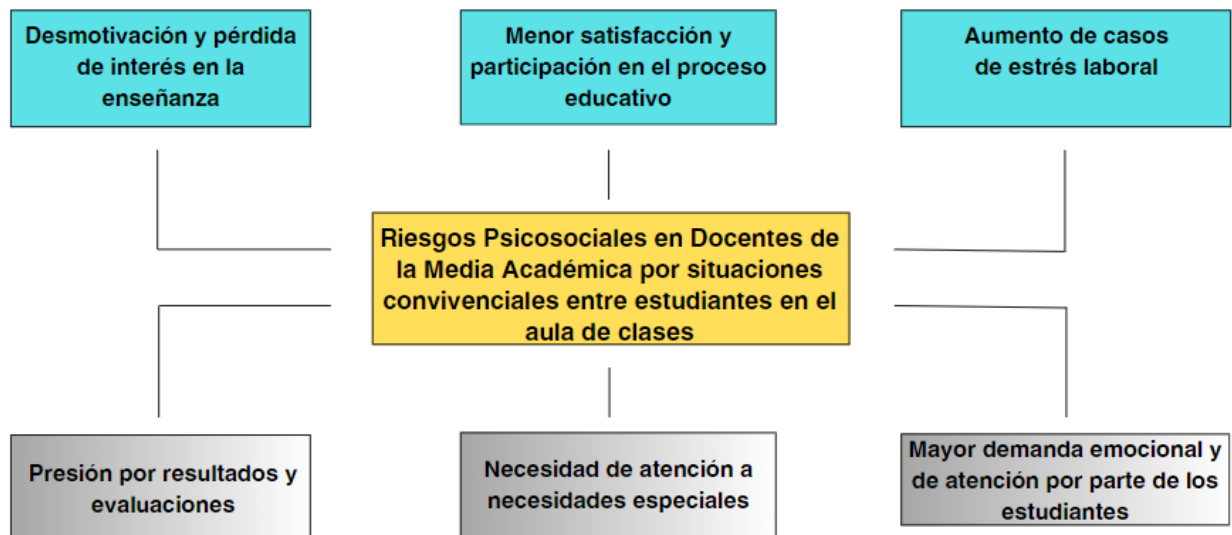 Desmotivación y pérdida
de interés en la
enseñanza
Menor satisfacción y
participación en el proceso
educativo
Aumento de casos
de estrés laboral
Riesgos Psicosociales en Docentes de
la Media Académica por situaciones
convivenciales entre estudiantes en el
aula de clases
Presión por resultados y
evaluaciones
Necesidad de atención a
necesidades especiales
Mayor demanda emocional y
de atención por parte de los
estudiantes